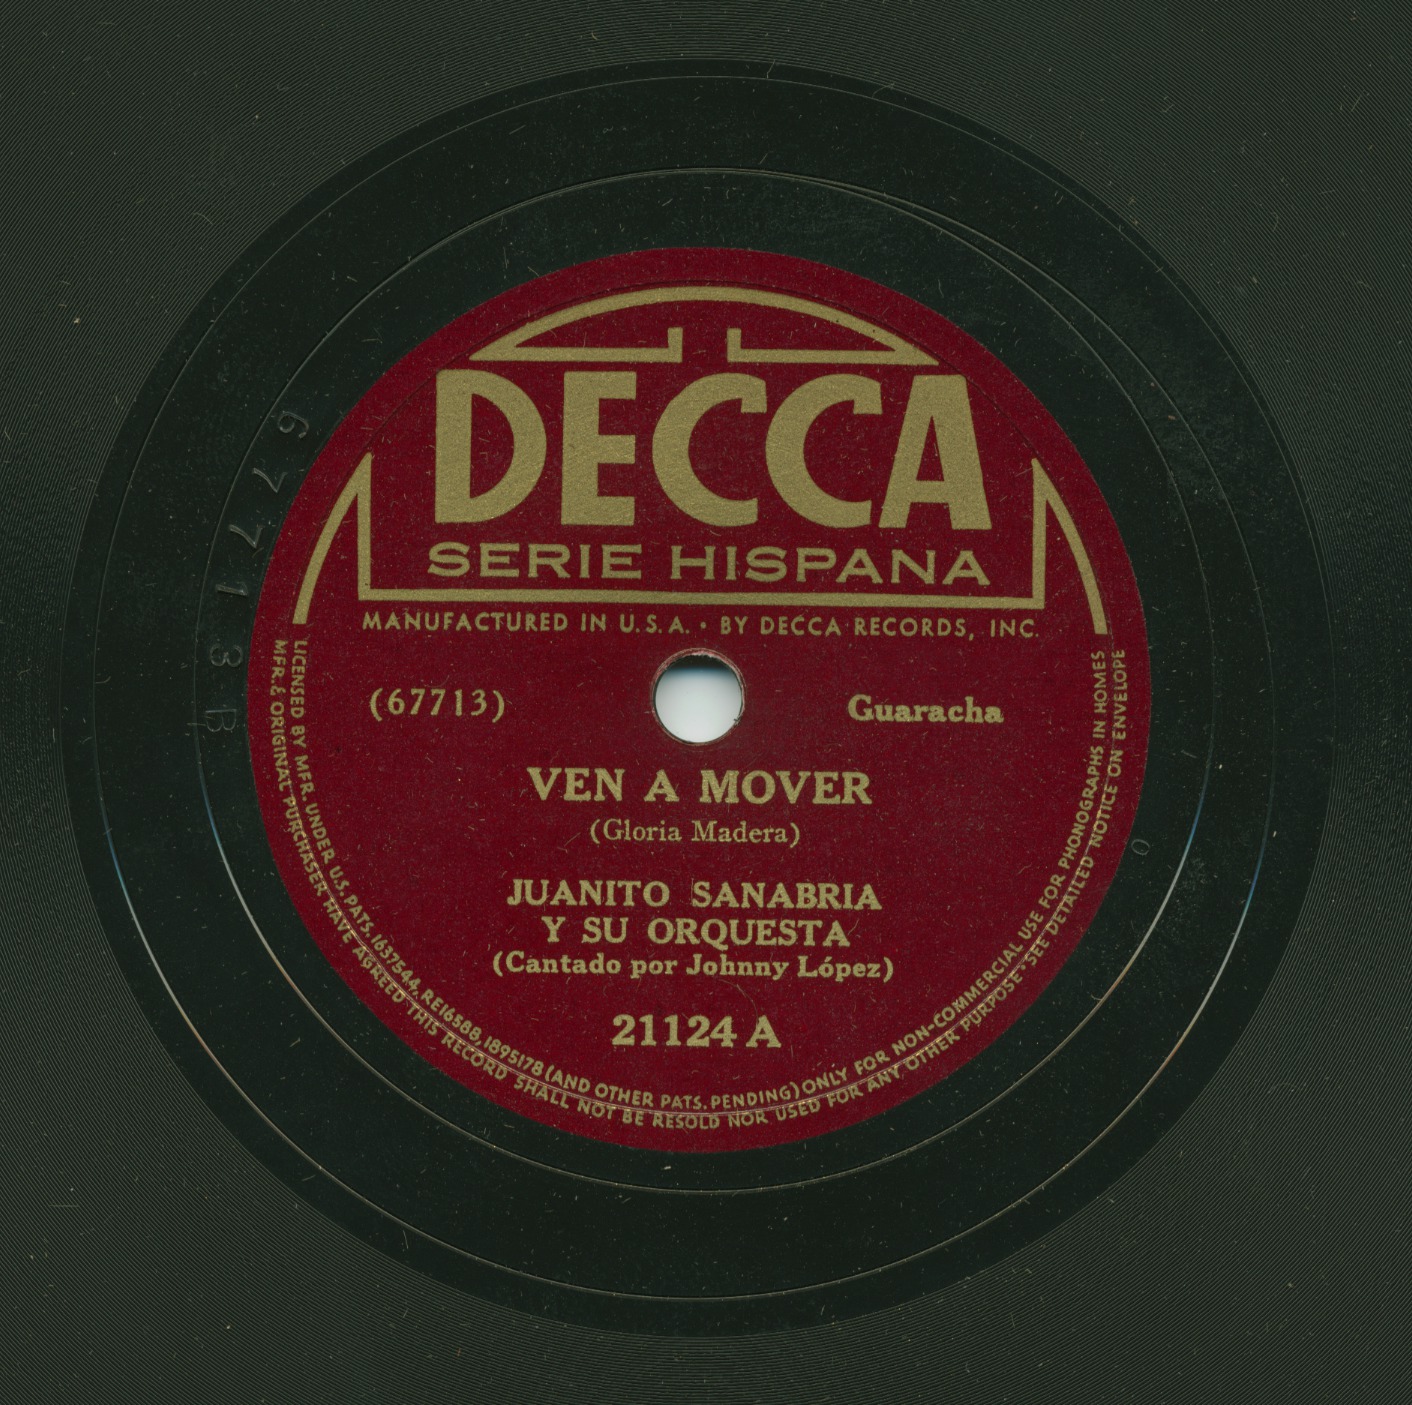 DECCA
SERIE HISPANA
MANUFACTURED IN U.S.A. • BY DECCA RECORDS, INC.
(67713)
Guaracha
VEN A MOVER
(Gloria Madera)
JUANITO SANABRIA
Y SU ORQUESTA
(Cantado por Johnny López)
21124 A
LICENSED BY MFR. UNDER U.S. PATS. 1637544, RE16588, 1895178 (AND OTHER PATS. PENDING) ONLY FOR NON-COMMERCIAL USE FOR PHONOGRAPHS IN HOMES
MFR. & ORIGINAL PURCHASER HAVE AGREED THIS RECORD SHALL NOT BE RESOLD NOR USED FOR ANY OTHER PURPOSE • SEE DETAILED NOTICE ON ENVELOPE
67713 B